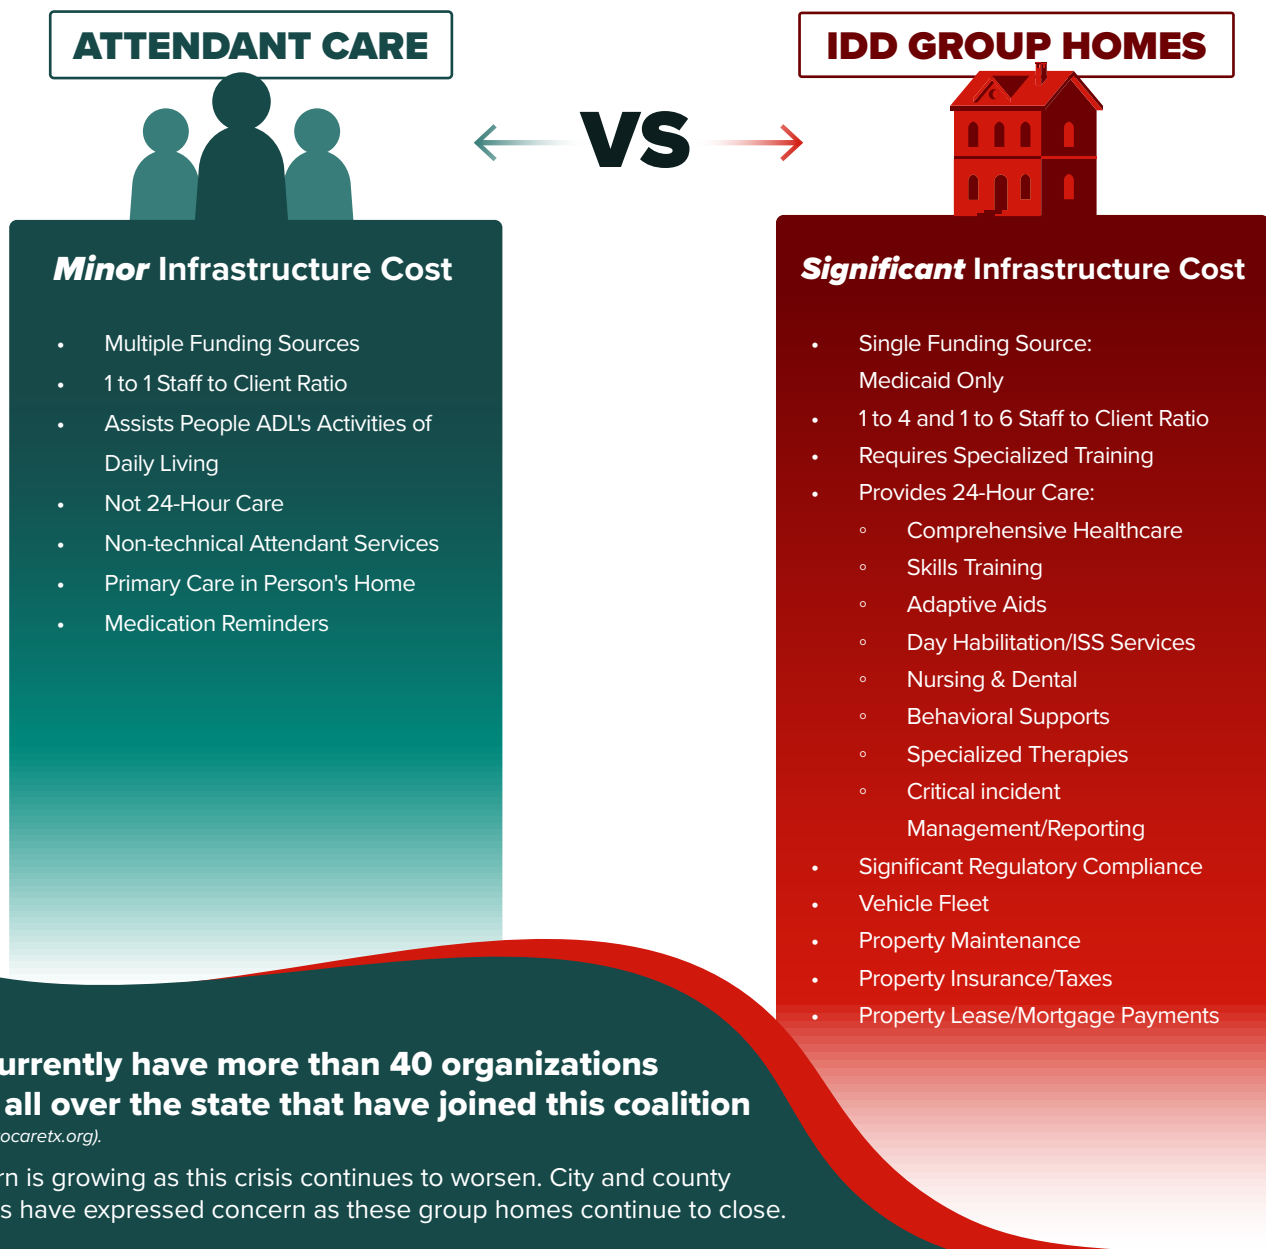 ATTENDANT CARE
VS
IDD GROUP HOMES
Minor Infrastructure Cost
• Multiple Funding Sources
• 1 to 1 Staff to Client Ratio
• Assists People ADL's Activities of
Daily Living
• Not 24-Hour Care
• Non-technical Attendant Services
• Primary Care in Person's Home
• Medication Reminders
Significant Infrastructure Cost
• Single Funding Source:
Medicaid Only
• 1 to 4 and 1 to 6 Staff to Client Ratio
• Requires Specialized Training
• Provides 24-Hour Care:
◦ Comprehensive Healthcare
◦ Skills Training
◦ Adaptive Aids
◦ Day Habilitation/ISS Services
◦ Nursing & Dental
◦ Behavioral Supports
◦ Specialized Therapies
◦ Critical incident
Management/Reporting
• Significant Regulatory Compliance
• Vehicle Fleet
• Property Maintenance
• Property Insurance/Taxes
• Property Lease/Mortgage Payments
urrently have more than 40 organizations
all over the state that have joined this coalition
ocaretx.org).
rn is growing as this crisis continues to worsen. City and county
s have expressed concern as these group homes continue to close.